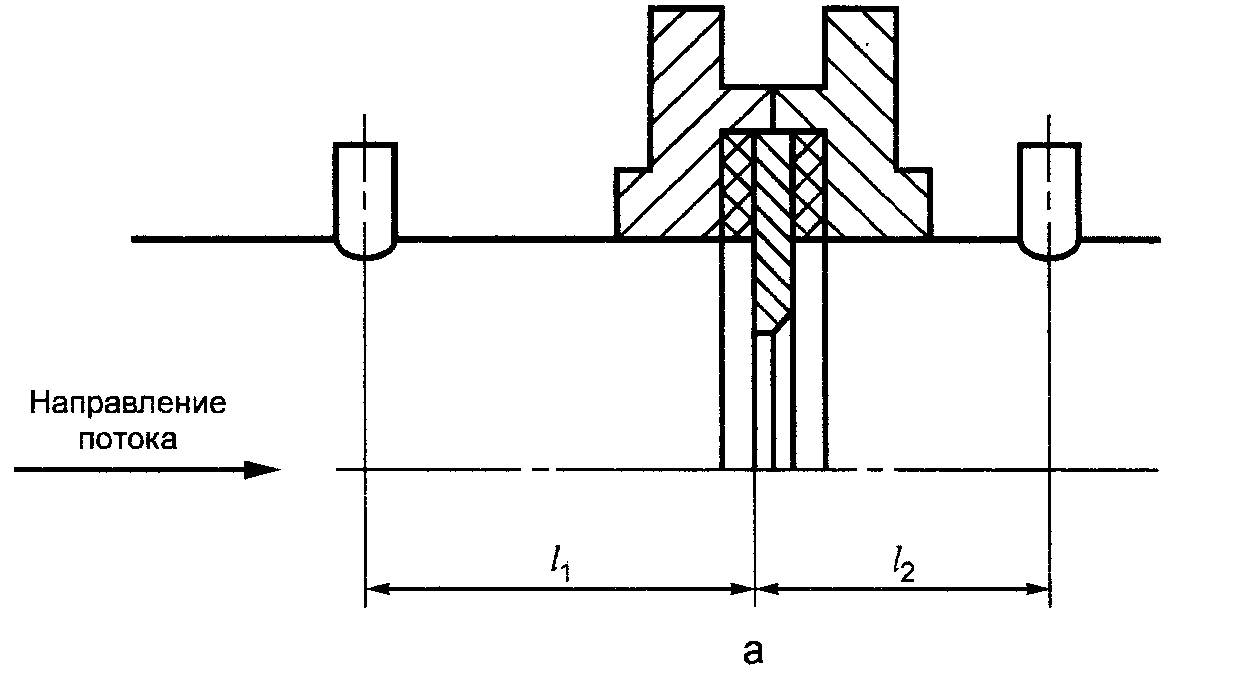 Направление
потока
l1
l2
а